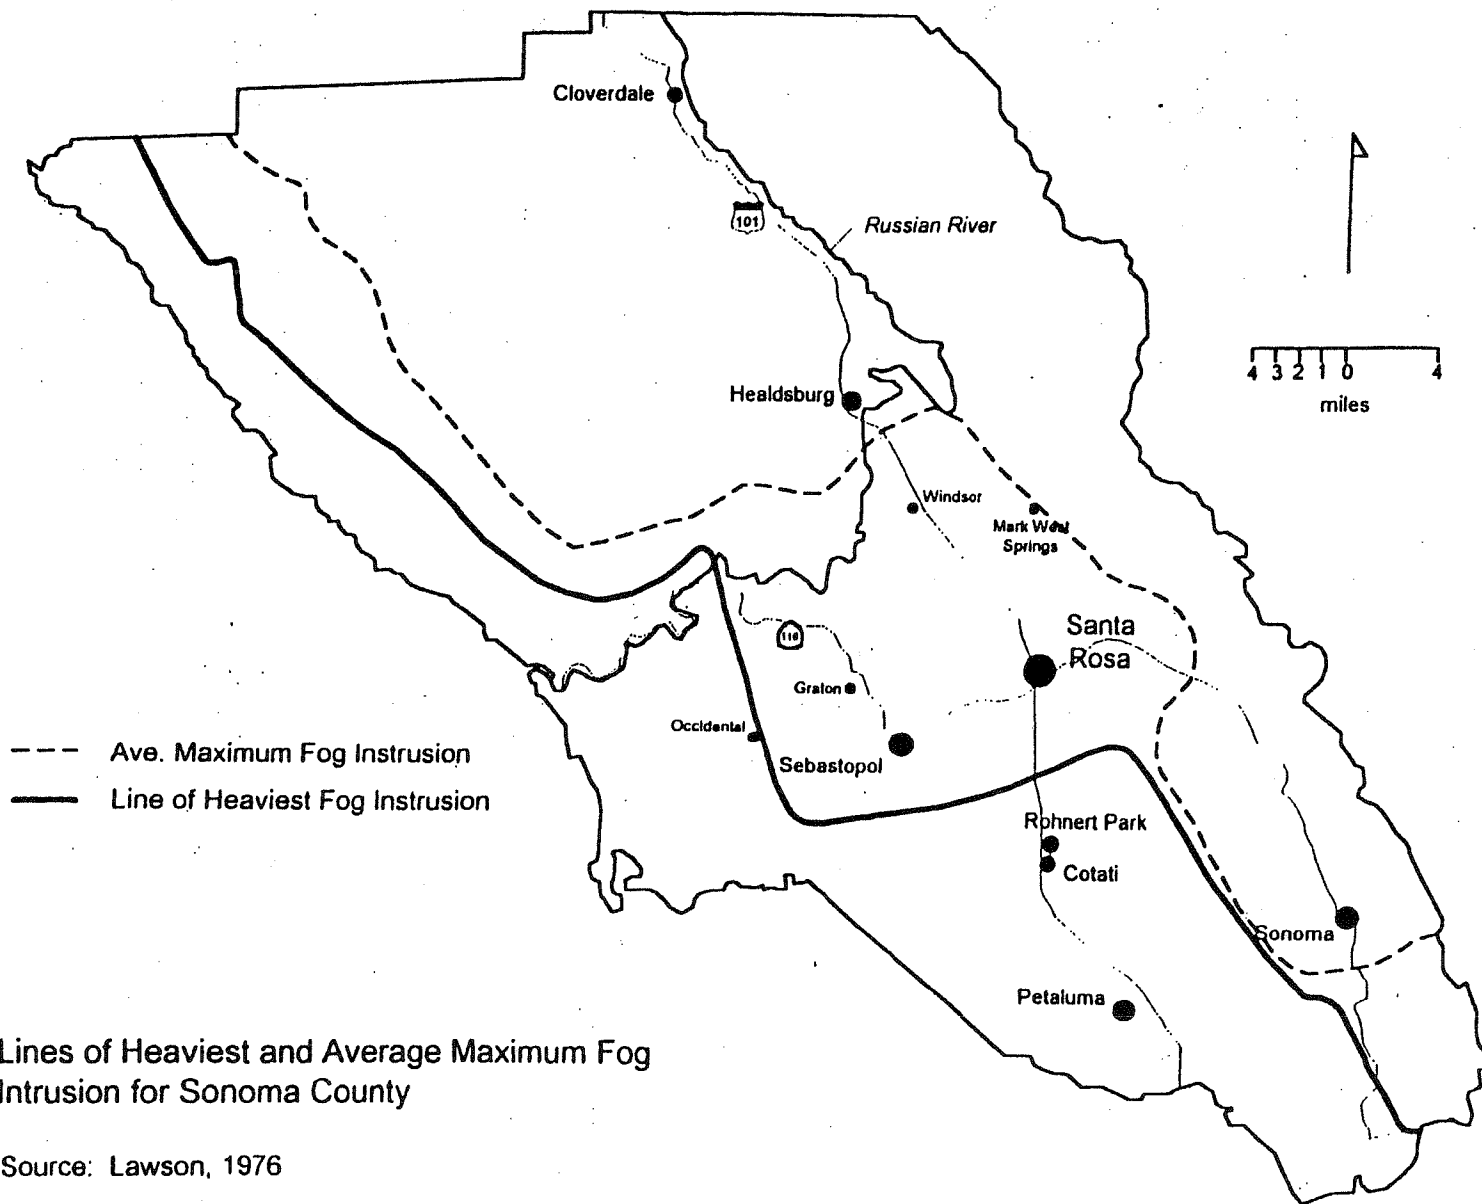 Cloverdale
101
Russian River
4 3 2 1 0 4
miles
Healdsburg
Windsor
Mark West
Springs
Santa
Rosa
116
Graton
Occidental
Sebastopol
Ave. Maximum Fog Instrusion
Line of Heaviest Fog Instrusion
Rohnert Park
Cotati
Sonoma
Petaluma
Lines of Heaviest and Average Maximum Fog
Intrusion for Sonoma County
Source: Lawson, 1976